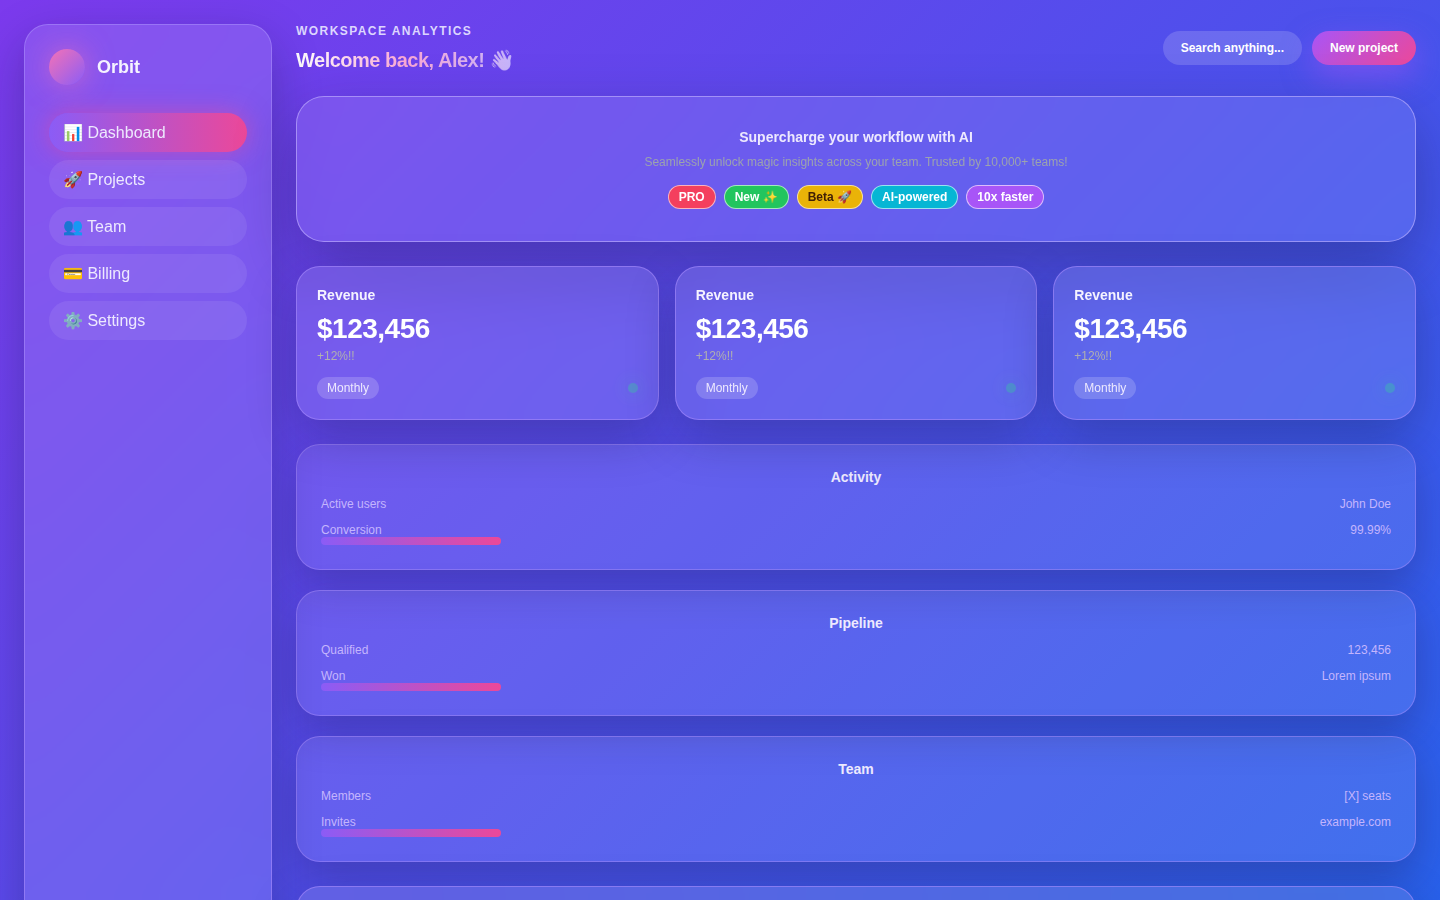 Orbit
📊 Dashboard
🚀 Projects
👥 Team
💳 Billing
⚙️ Settings
WORKSPACE ANALYTICS
Welcome back, Alex! 👋
Search anything...
New project
Supercharge your workflow with AI
Seamlessly unlock magic insights across your team. Trusted by 10,000+ teams!
PRO
New ✨
Beta 🚀
AI-powered
10x faster
Revenue
$123,456
+12%!!
Monthly
Revenue
$123,456
+12%!!
Monthly
Revenue
$123,456
+12%!!
Monthly
Activity
Active users John Doe
Conversion 99.99%
Pipeline
Qualified 123,456
Won Lorem ipsum
Team
Members [X] seats
Invites example.com